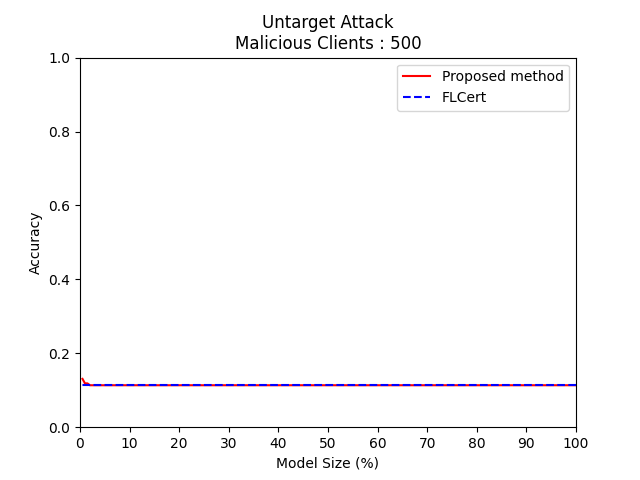 Untarget Attack
Malicious Clients : 500
Proposed method
FLCert
Accuracy
1.0
0.8
0.6
0.4
0.2
0.0
0 10 20 30 40 50 60 70 80 90 100
Model Size (%)